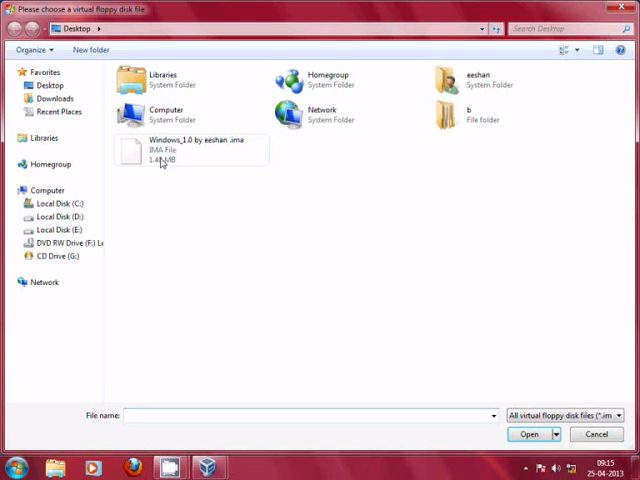 Please choose a virtual floppy disk file
Desktop
Search Desktop
Organize
New folder
Favorites
Desktop
Downloads
Recent Places
Libraries
Homegroup
Computer
Local Disk (C:)
Local Disk (D:)
Local Disk (E:)
DVD RW Drive (F:) Le
CD Drive (G:)
Network
Libraries
System Folder
Homegroup
System Folder
eeshan
System Folder
Computer
System Folder
Network
System Folder
b
File folder
Windows_1.0 by eeshan .ima
IMA File
MB
File name:
All virtual floppy disk files (*.im
Open
Cancel
09:15
25-04-2013